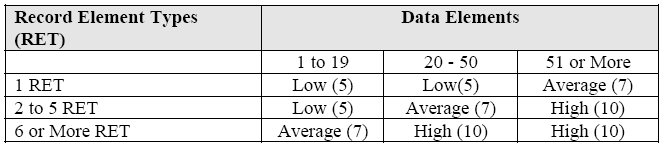 Record Element Types Data Elements
(RET)
1 to 19 20 - 50 51 or More
1 RET Low (5) Low(5) Average (7)
2 to 5 RET Low (5) Average (7) High (10)
6 or More RET Average (7) High (10) High (10)